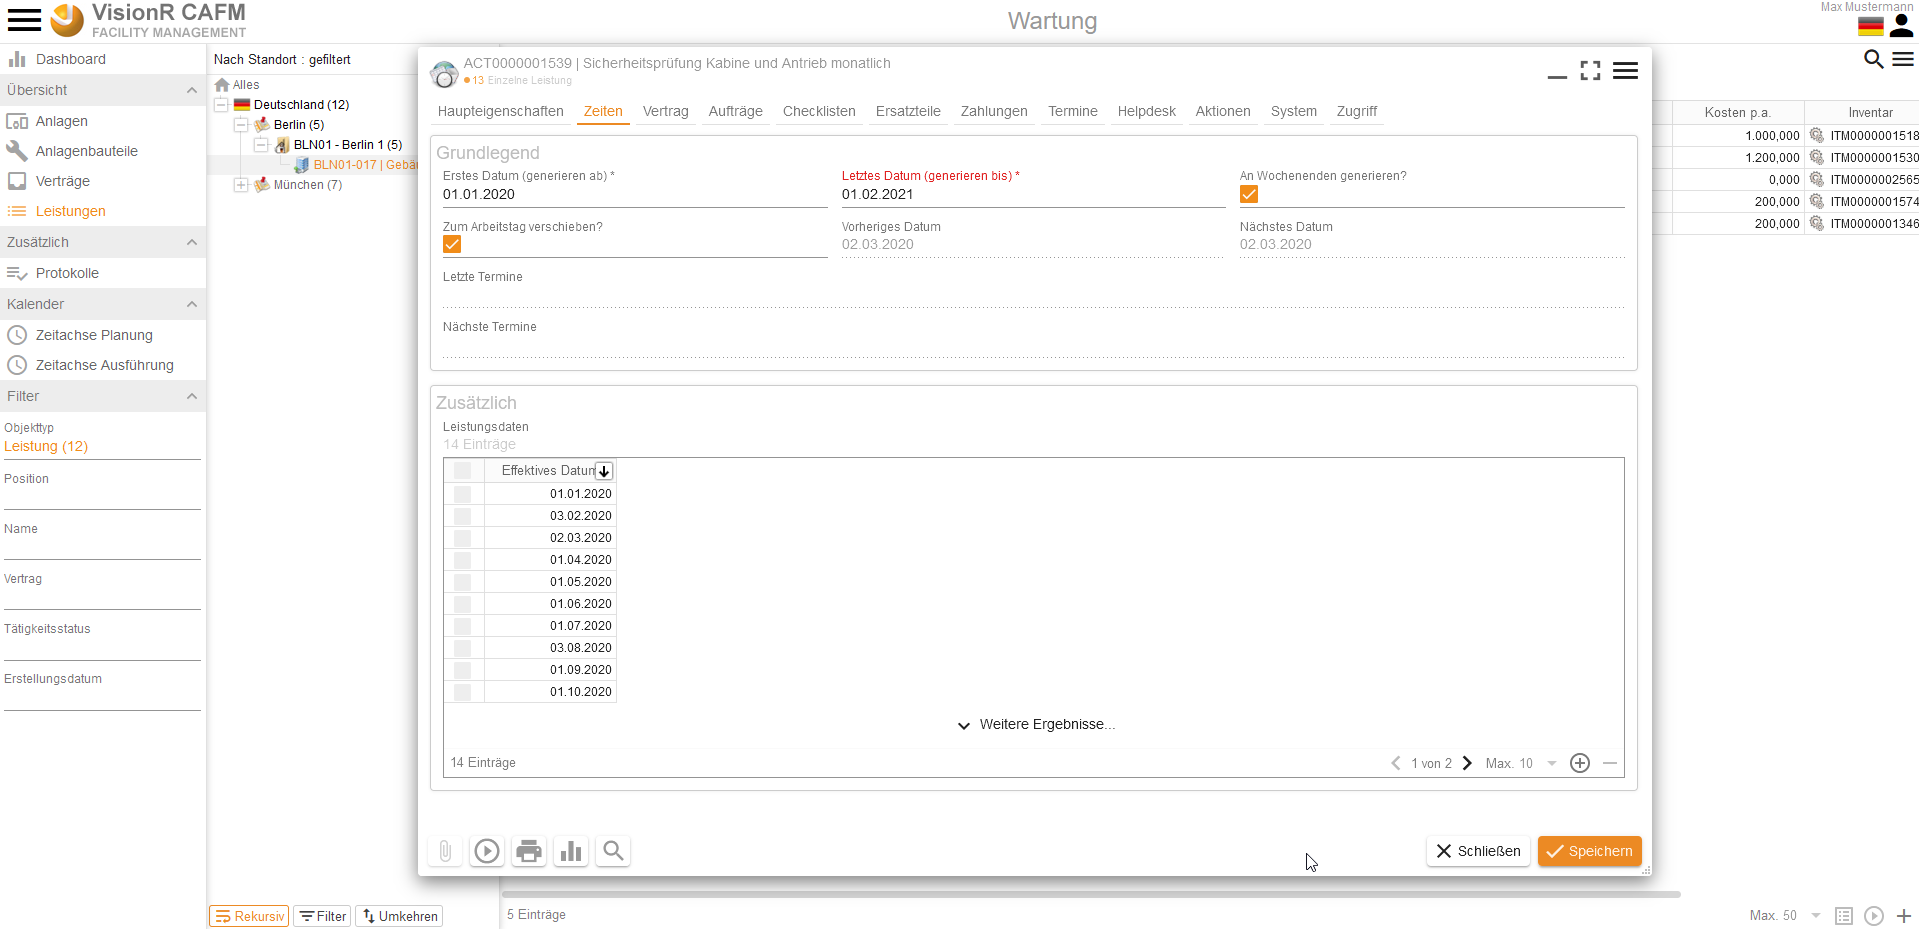 VisionR CAFM
FACILITY MANAGEMENT
Wartung
Max Mustermann
Dashboard
Übersicht
Anlagen
Anlagenbauteile
Verträge
Leistungen
Zusätzlich
Protokolle
Kalender
Zeitachse Planung
Zeitachse Ausführung
Filter
Objekttyp
Leistung (12)
Position
Name
Vertrag
Tätigkeitsstatus
Erstellungsdatum
Nach Standort : gefiltert
Alles
Deutschland (12)
Berlin (5)
BLN01 - Berlin 1 (5)
BLN01-017 | Gebäu
München (7)
Rekursiv Filter Umkehren
ACT0000001539 | Sicherheitsprüfung Kabine und Antrieb monatlich
13 Einzelne Leistung
Haupteigenschaften Zeiten Vertrag Aufträge Checklisten Ersatzteile Zahlungen Termine Helpdesk Aktionen System Zugriff
Grundlegend
Erstes Datum (generieren ab) * Letztes Datum (generieren bis) * An Wochenenden generieren?
01.01.2020 01.02.2021
Zum Arbeitstag verschieben? Vorheriges Datum Nächstes Datum
02.03.2020 02.03.2020
Letzte Termine
Nächste Termine
Zusätzlich
Leistungsdaten
14 Einträge
Effektives Datum
01.01.2020
03.02.2020
02.03.2020
01.04.2020
01.05.2020
01.06.2020
01.07.2020
03.08.2020
01.09.2020
01.10.2020
Weitere Ergebnisse...
14 Einträge 1 von 2 Max. 10
Schließen Speichern
Kosten p.a. Inventar
1.000,000 ITM0000001518
1.200,000 ITM0000001530
0,000 ITM0000002565
200,000 ITM0000001574
200,000 ITM0000001346
5 Einträge Max. 50